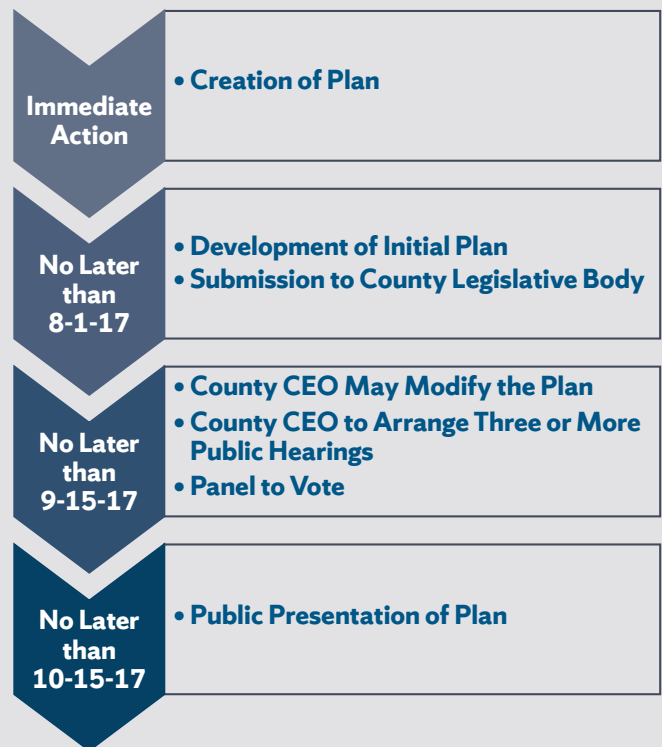 Immediate
Action
• Creation of Plan
No Later
than
8-1-17
• Development of Initial Plan
• Submission to County Legislative Body
No Later
than
9-15-17
• County CEO May Modify the Plan
• County CEO to Arrange Three or More
Public Hearings
• Panel to Vote
No Later
than
10-15-17
• Public Presentation of Plan